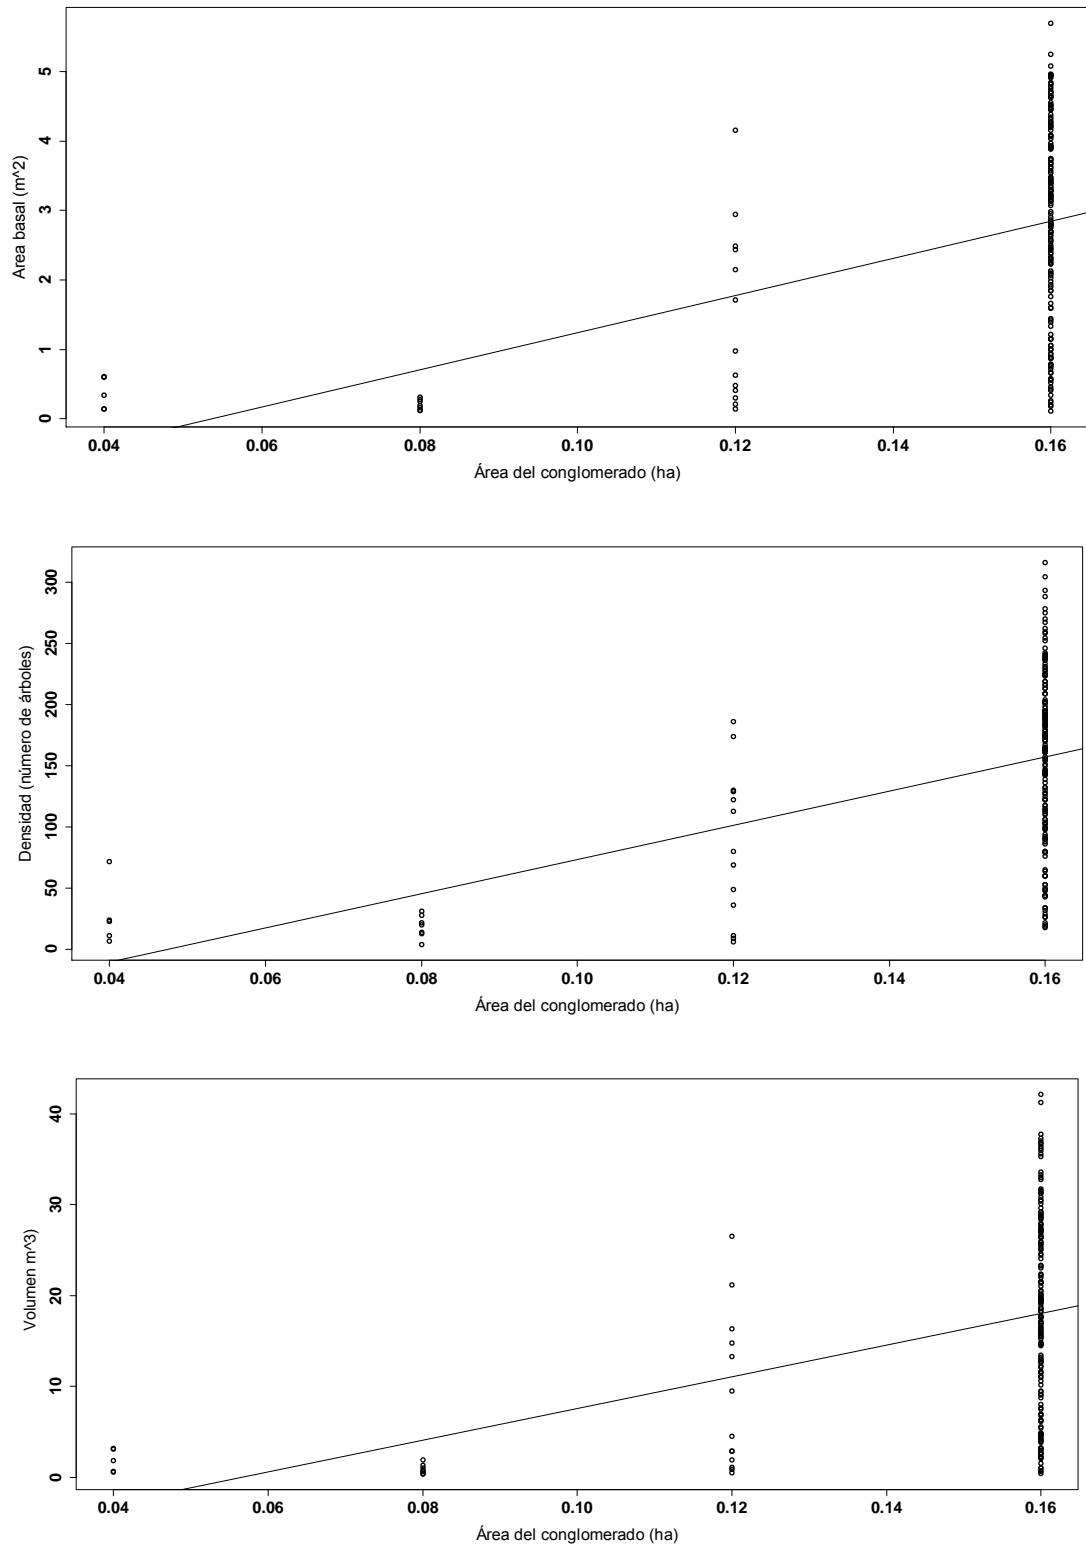 Area basal (m^2)
5
4
3
2
1
0
0.04 0.06 0.08 0.10 0.12 0.14 0.16
Área del conglomerado (ha)
Densidad (número de árboles)
300
250
200
150
100
50
0
0.04 0.06 0.08 0.10 0.12 0.14 0.16
Área del conglomerado (ha)
Volumen m^3)
40
30
20
10
0
0.04 0.06 0.08 0.10 0.12 0.14 0.16
Área del conglomerado (ha)